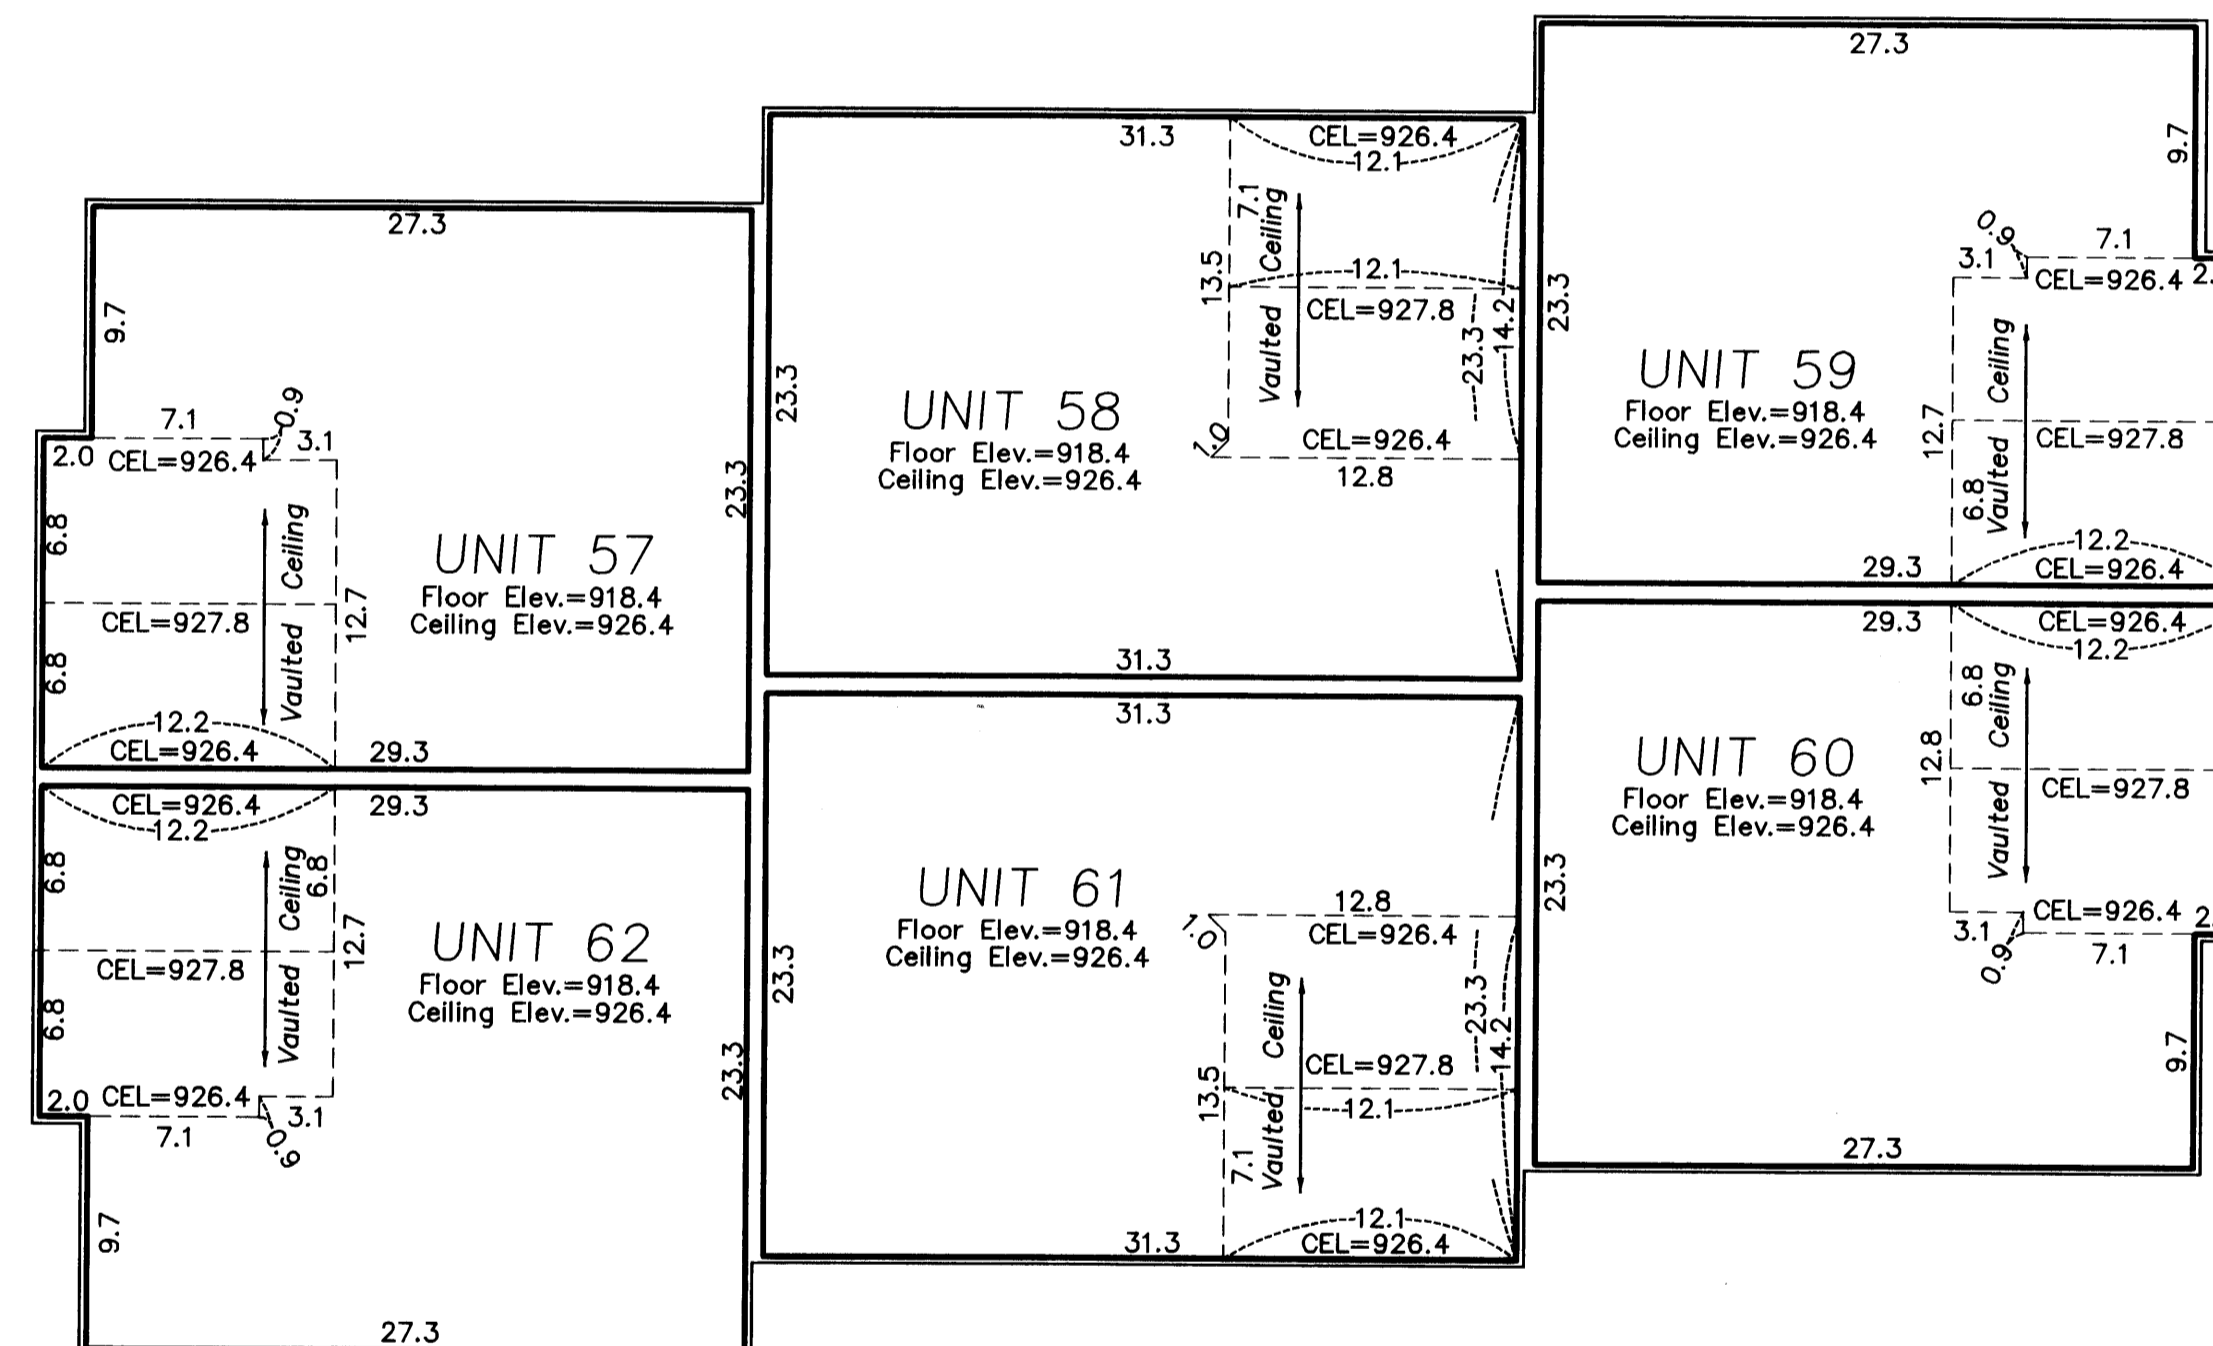 27.3
9.7
7.1
0.9
3.1
2.0
CEL=926.4
6.8
Vaulted Ceiling
UNIT 57
Floor Elev.=918.4
Ceiling Elev.=926.4
23.3
CEL=927.8
12.7
6.8
12.2
CEL=926.4
29.3
31.3
CEL=926.4
12.1
7.1
Vaulted Ceiling
13.5
12.1
CEL=927.8
23.3
14.2
23.3
UNIT 58
Floor Elev.=918.4
Ceiling Elev.=926.4
1.0
CEL=926.4
12.8
31.3
27.3
9.7
0.9
7.1
3.1
CEL=926.4
2.
23.3
UNIT 59
Floor Elev.=918.4
Ceiling Elev.=926.4
Vaulted Ceiling
12.7
CEL=927.8
6.8
12.2
29.3
CEL=926.4
CEL=926.4
29.3
12.2
6.8
Vaulted Ceiling
6.8
UNIT 62
Floor Elev.=918.4
Ceiling Elev.=926.4
12.7
CEL=927.8
6.8
23.3
2.0
CEL=926.4
3.1
7.1
0.9
9.7
27.3
31.3
UNIT 61
Floor Elev.=918.4
Ceiling Elev.=926.4
12.8
1.0
CEL=926.4
23.3
23.3
14.2
Vaulted Ceiling
CEL=927.8
13.5
12.1
7.1
12.1
31.3
CEL=926.4
29.3
CEL=926.4
12.2
6.8
Vaulted Ceiling
UNIT 60
Floor Elev.=918.4
Ceiling Elev.=926.4
12.8
CEL=927.8
23.3
CEL=926.4
2.
3.1
7.1
0.9
9.7
27.3